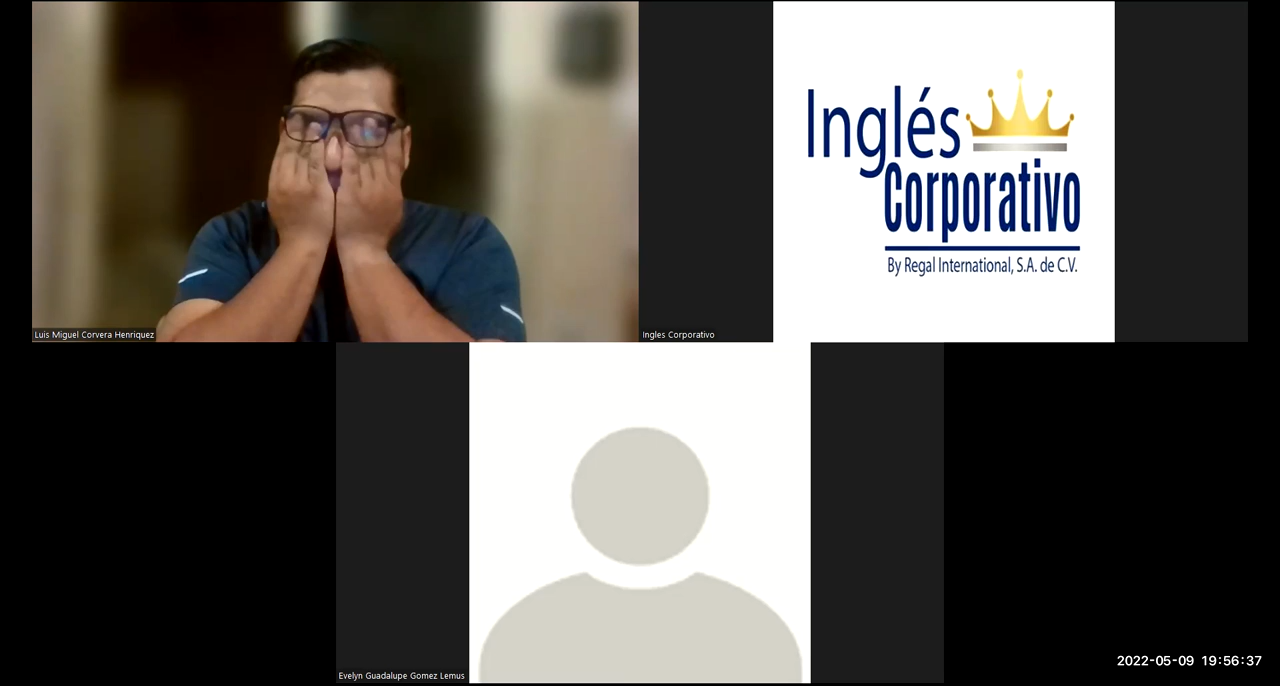 Inglés
Corporativo
By Regal International, S.A. de C.V.
Luis Miguel Corvera Henriquez
Ingles Corporativo
Evelyn Guadalupe Gomez Lemus
2022-05-09 19:56:37